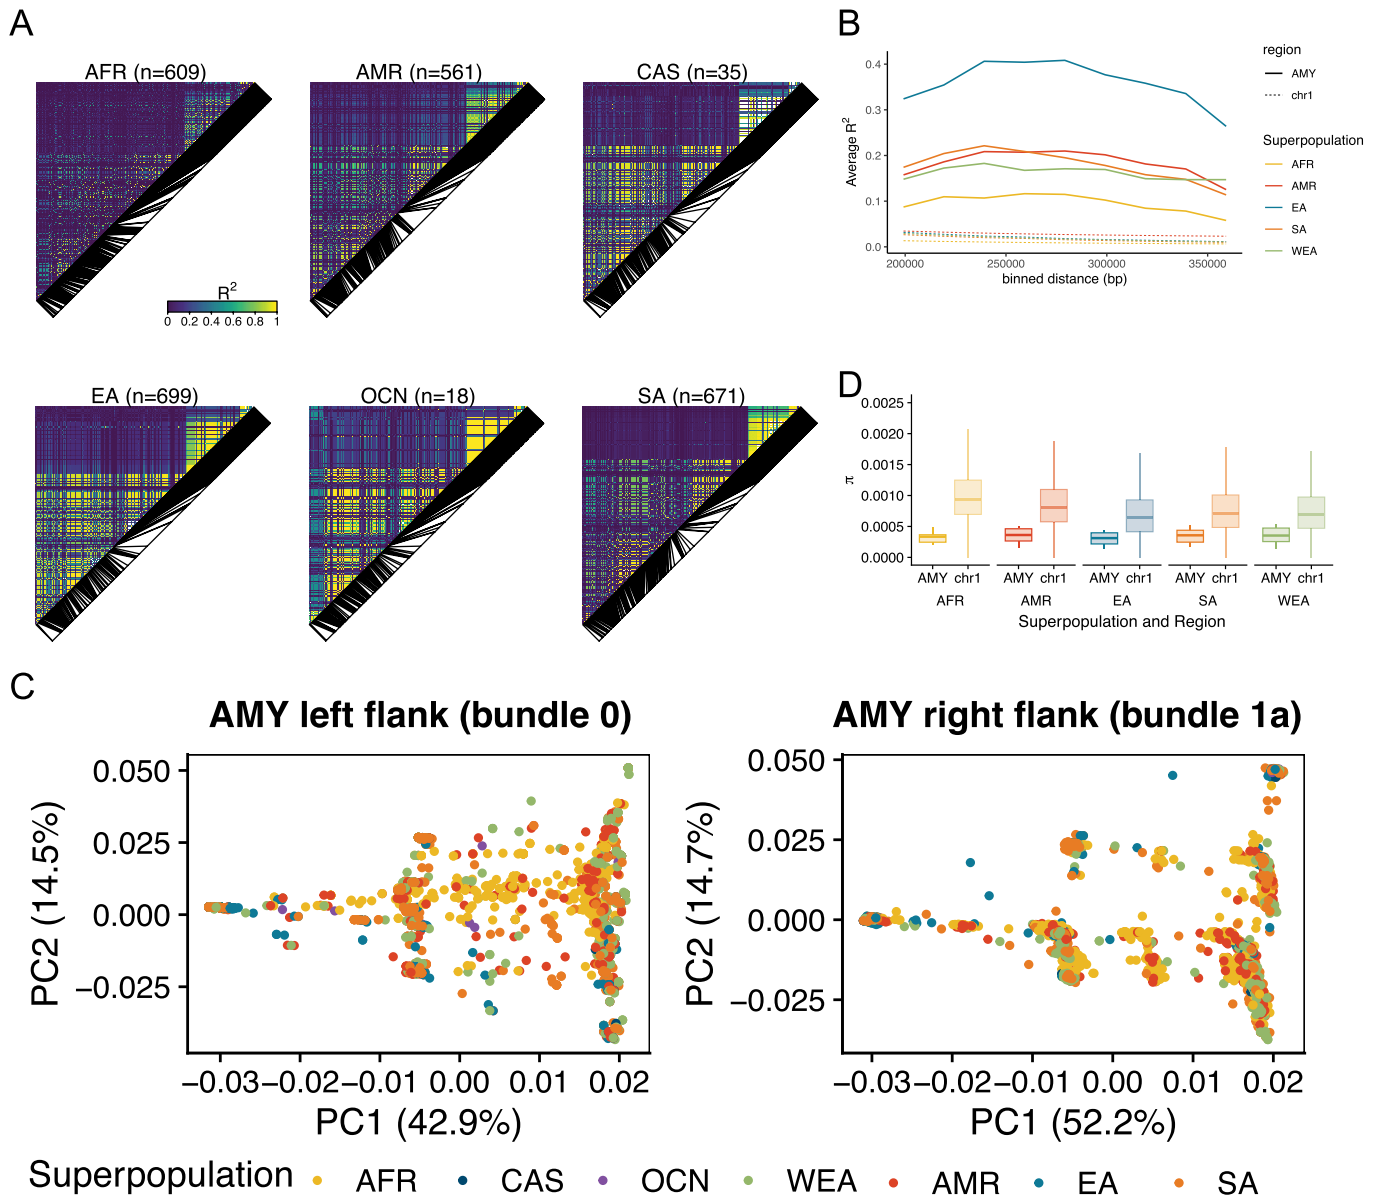 A
AFR (n=609)
AMR (n=561)
CAS (n=35)
R2
0 0.2 0.4 0.6 0.8 1
EA (n=699)
OCN (n=18)
SA (n=671)
B
Average R2
0.4
0.3
0.2
0.1
0.0
200000 250000 300000 350000
binned distance (bp)
region
AMY
chr1
Superpopulation
AFR
AMR
EA
SA
WEA
D
π
0.0025
0.0020
0.0015
0.0010
0.0005
0.0000
AMY chr1 AMY chr1 AMY chr1 AMY chr1 AMY chr1
AFR AMR EA SA WEA
Superpopulation and Region
C
AMY left flank (bundle 0)
PC2 (14.5%)
0.050
0.025
0.000
−0.025
−0.03 −0.02 −0.01 0.00 0.01 0.02
PC1 (42.9%)
AMY right flank (bundle 1a)
PC2 (14.7%)
0.050
0.025
0.000
−0.025
−0.03 −0.02 −0.01 0.00 0.01 0.02
PC1 (52.2%)
Superpopulation AFR CAS OCN WEA AMR EA SA